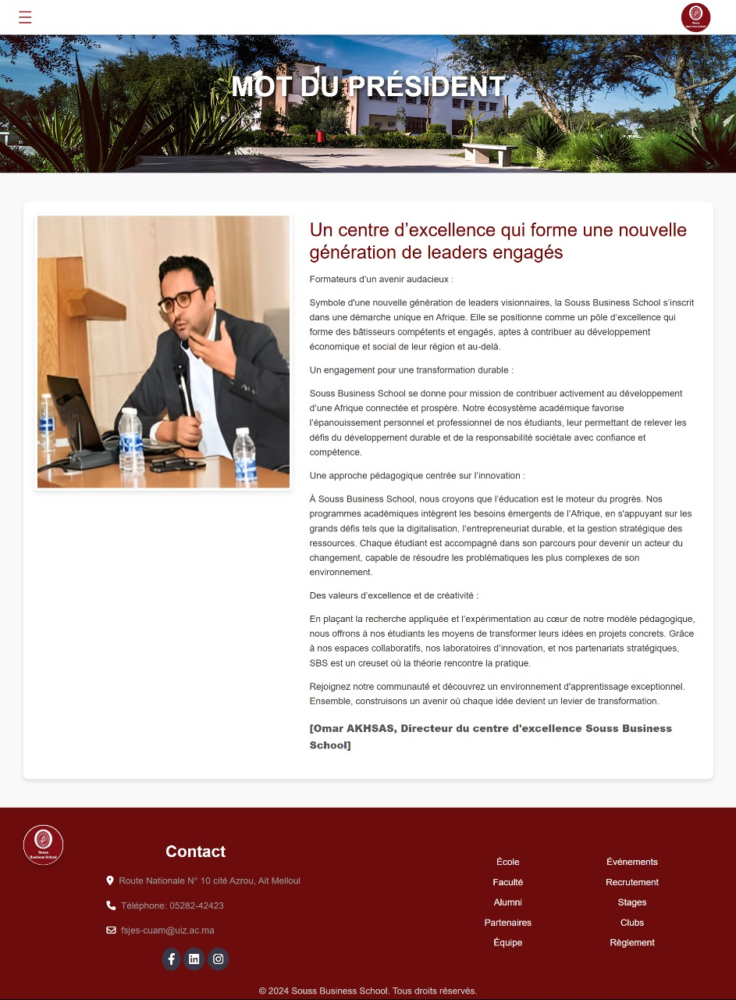 ☰
Souss
Business School
MOT DU PRÉSIDENT
Un centre d’excellence qui forme une nouvelle
génération de leaders engagés
Formateurs d’un avenir audacieux :
Symbole d'une nouvelle génération de leaders visionnaires, la Souss Business School s’inscrit
dans une démarche unique en Afrique. Elle se positionne comme un pôle d’excellence qui
forme des bâtisseurs compétents et engagés, aptes à contribuer au développement
économique et social de leur région et au-delà.
Un engagement pour une transformation durable :
Souss Business School se donne pour mission de contribuer activement au développement
d’une Afrique connectée et prospère. Notre écosystème académique favorise
l’épanouissement personnel et professionnel de nos étudiants, leur permettant de relever les
défis du développement durable et de la responsabilité sociétale avec confiance et
compétence.
Une approche pédagogique centrée sur l’innovation :
À Souss Business School, nous croyons que l’éducation est le moteur du progrès. Nos
programmes académiques intègrent les besoins émergents de l’Afrique, en s'appuyant sur les
grands défis tels que la digitalisation, l’entrepreneuriat durable, et la gestion stratégique des
ressources. Chaque étudiant est accompagné dans son parcours pour devenir un acteur du
changement, capable de résoudre les problématiques les plus complexes de son
environnement.
Des valeurs d’excellence et de créativité :
En plaçant la recherche appliquée et l’expérimentation au cœur de notre modèle pédagogique,
nous offrons à nos étudiants les moyens de transformer leurs idées en projets concrets. Grâce
à nos espaces collaboratifs, nos laboratoires d’innovation, et nos partenariats stratégiques,
SBS est un creuset où la théorie rencontre la pratique.
Rejoignez notre communauté et découvrez un environnement d'apprentissage exceptionnel.
Ensemble, construisons un avenir où chaque idée devient un levier de transformation.
[Omar AKHSAS, Directeur du centre d'excellence Souss Business
School]
Souss
Business School
Contact
Route Nationale N° 10 cité Azrou, Ait Melloul
Téléphone: 05282-42423
fsjes-cuam@uiz.ac.ma
École
Faculté
Alumni
Partenaires
Équipe
Événements
Recrutement
Stages
Clubs
Règlement
© 2024 Souss Business School. Tous droits réservés.